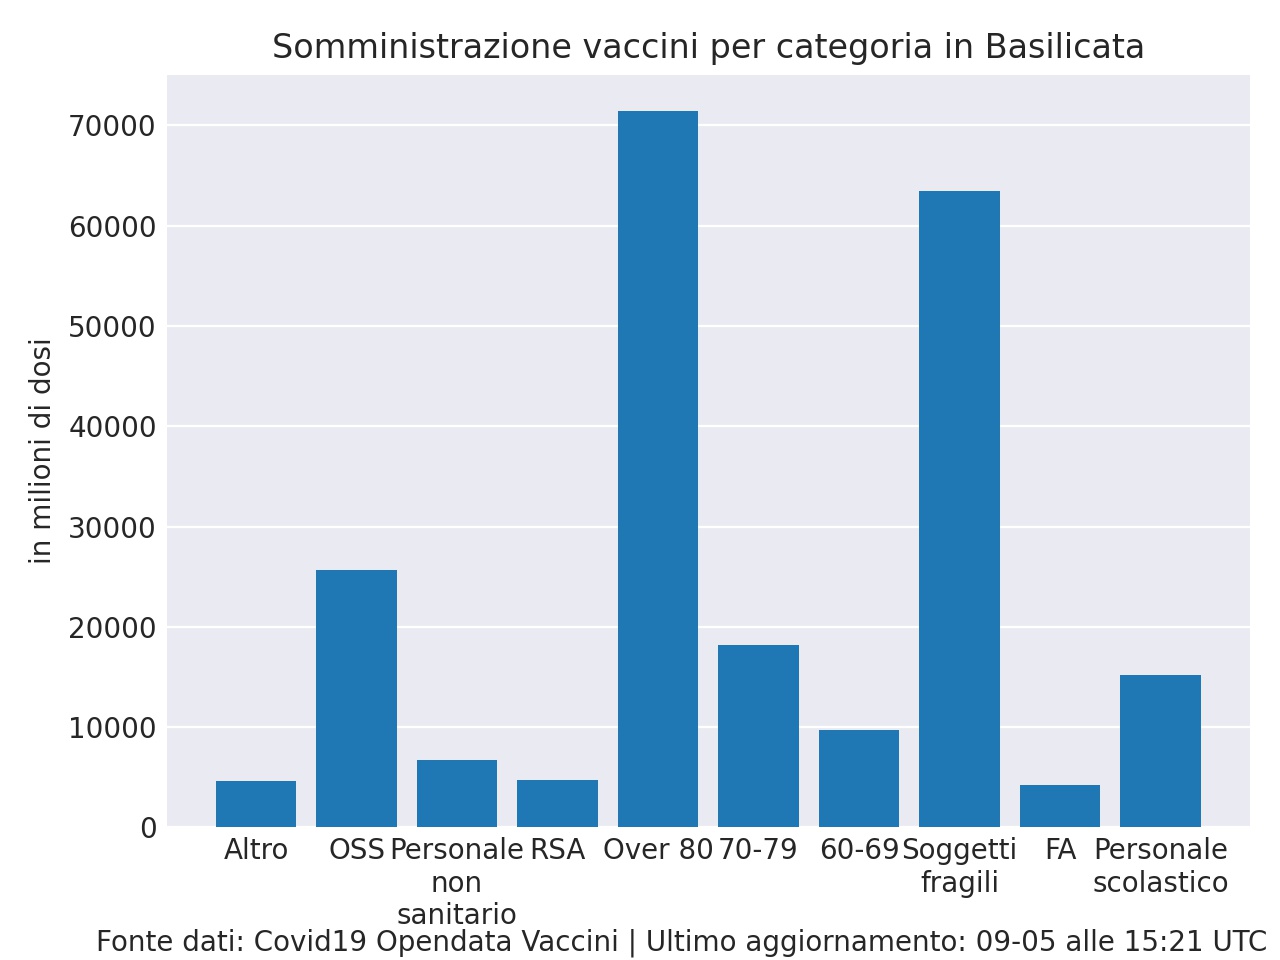 Somministrazione vaccini per categoria in Basilicata
in milioni di dosi
70000
60000
50000
40000
30000
20000
10000
0
Altro
OSS
Personale
non
sanitario
RSA
Over 80
70-79
60-69
Soggetti
fragili
FA
Personale
scolastico
Fonte dati: Covid19 Opendata Vaccini | Ultimo aggiornamento: 09-05 alle 15:21 UTC